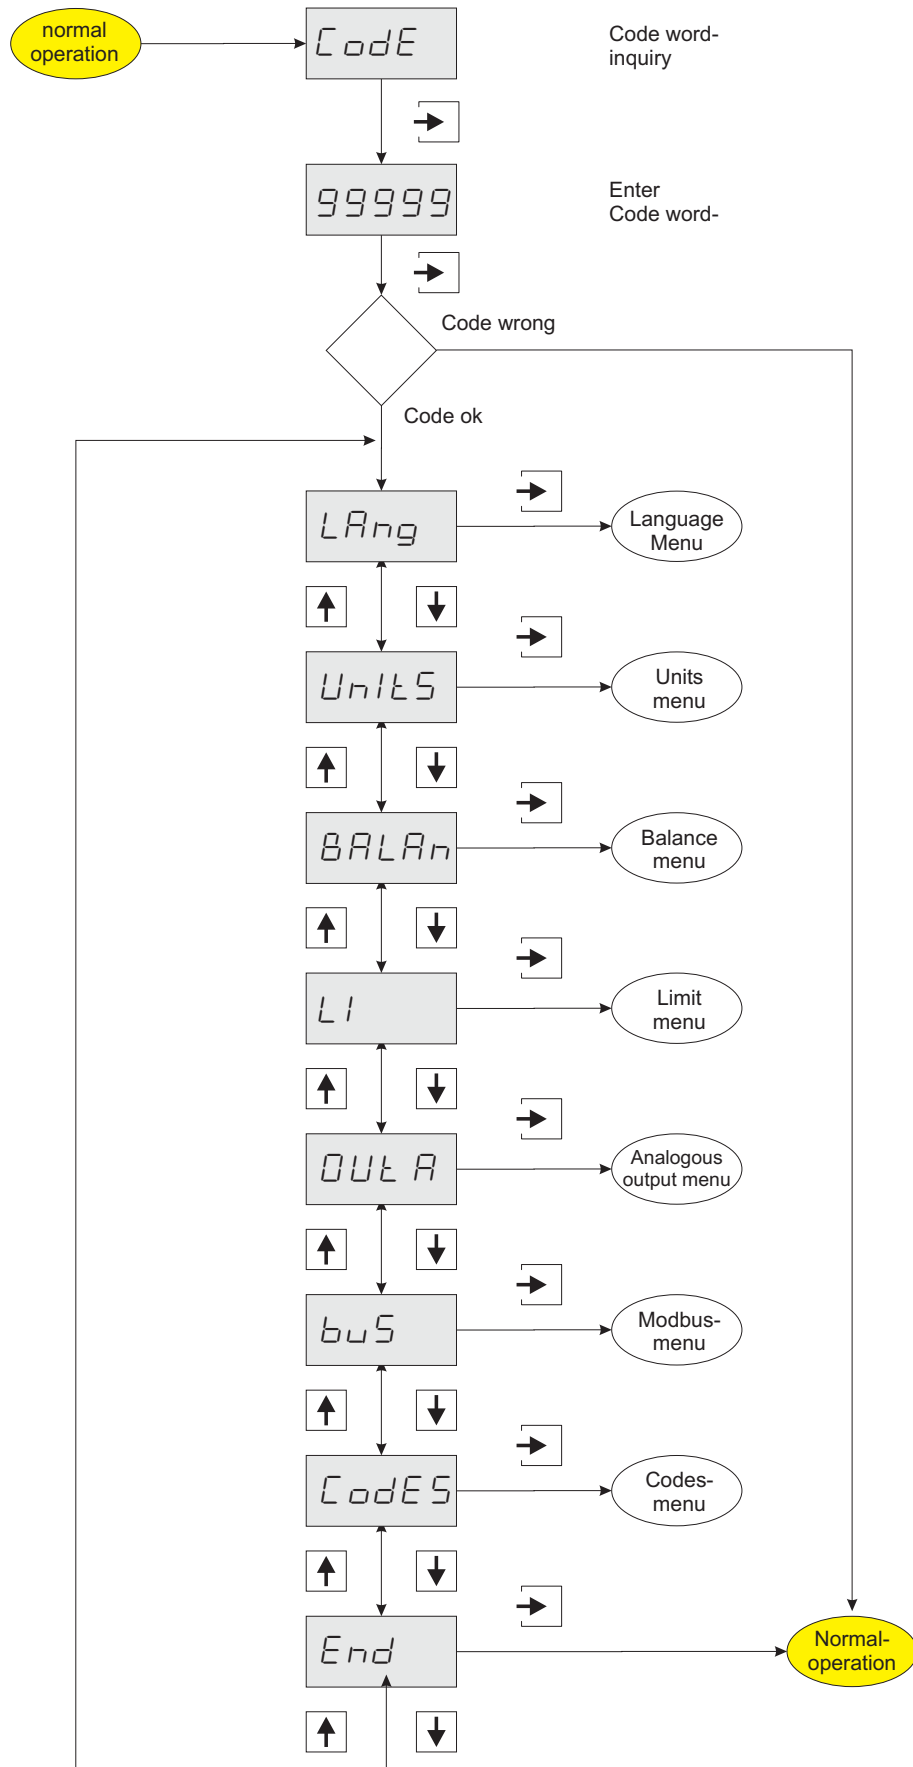 normal
operation
CodE
Code word-
inquiry
99999
Enter
Code word-
Code wrong
Code ok
LAng
Language
Menu
UnItS
Units
menu
BALAn
Balance
menu
LI
Limit
menu
OUt A
Analogous
output menu
buS
Modbus-
menu
CodES
Codes-
menu
End
Normal-
operation